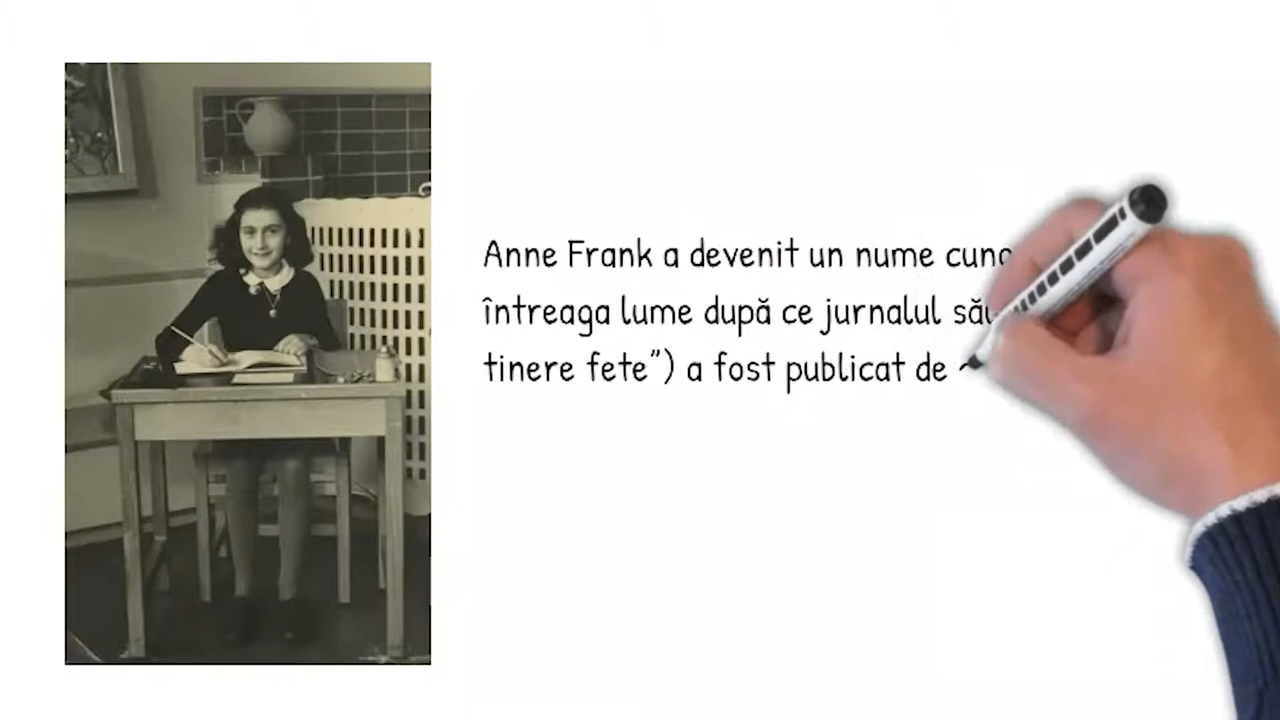 Anne Frank a devenit un nume
întreaga lume după ce jurnalul
tinere fete”) a fost publicat de